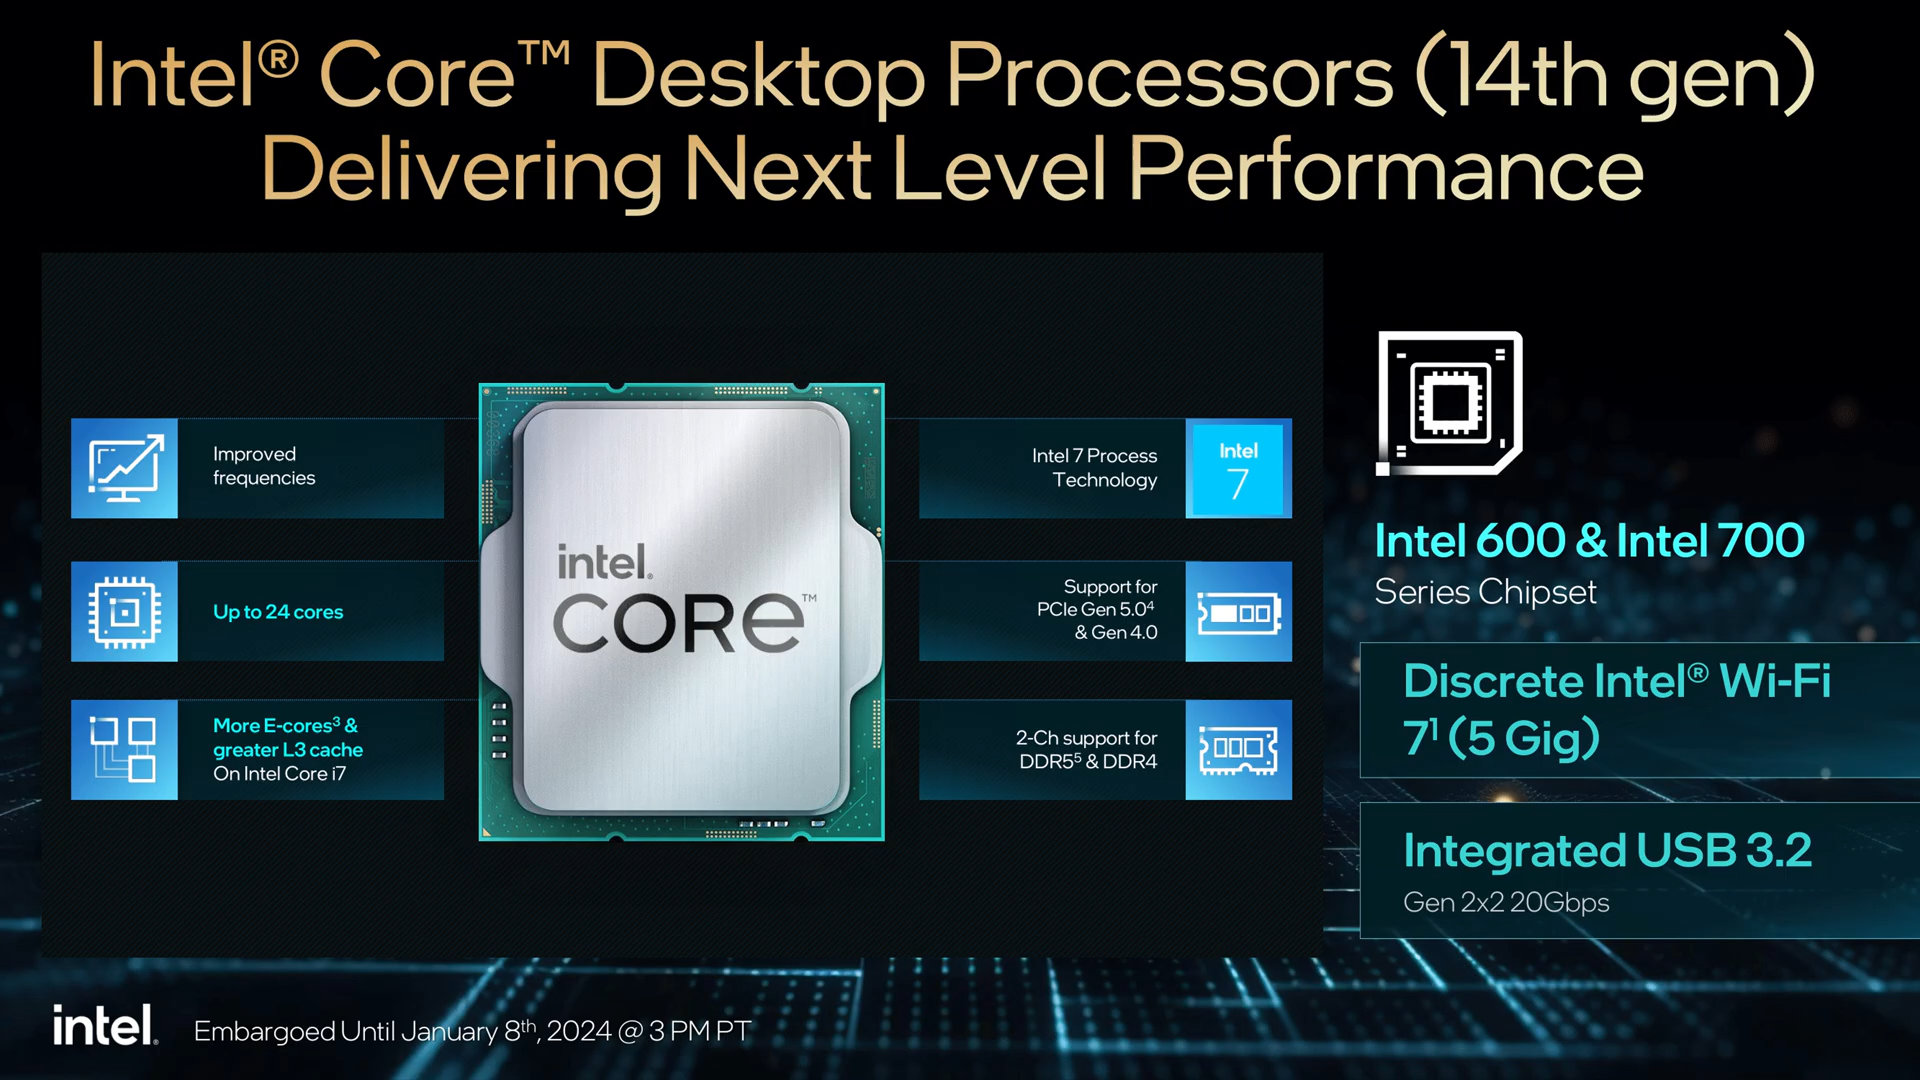 Intel® Core™ Desktop Processors (14th gen)
Delivering Next Level Performance
Improved
frequencies
Up to 24 cores
More E-cores³ &
greater L3 cache
On Intel Core i7
intel.
CORE™
Intel 7 Process
Technology
Intel
7
Support for
PCIe Gen 5.0⁴
& Gen 4.0
2-Ch support for
DDR5⁵ & DDR4
Intel 600 & Intel 700
Series Chipset
Discrete Intel® Wi-Fi
7¹ (5 Gig)
Integrated USB 3.2
Gen 2x2 20Gbps
intel.
Embargoed Until January 8th, 2024 @ 3 PM PT